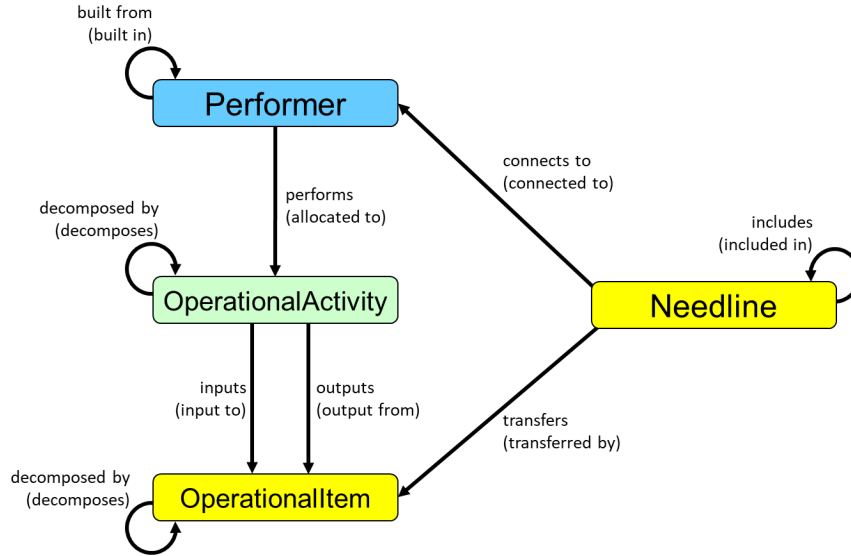 built from
(built in)
Performer
connects to
(connected to)
performs
(allocated to)
decomposed by
(decomposes)
includes
(included in)
OperationalActivity
Needline
inputs
(input to)
outputs
(output from)
transfers
(transferred by)
decomposed by
(decomposes)
OperationalItem